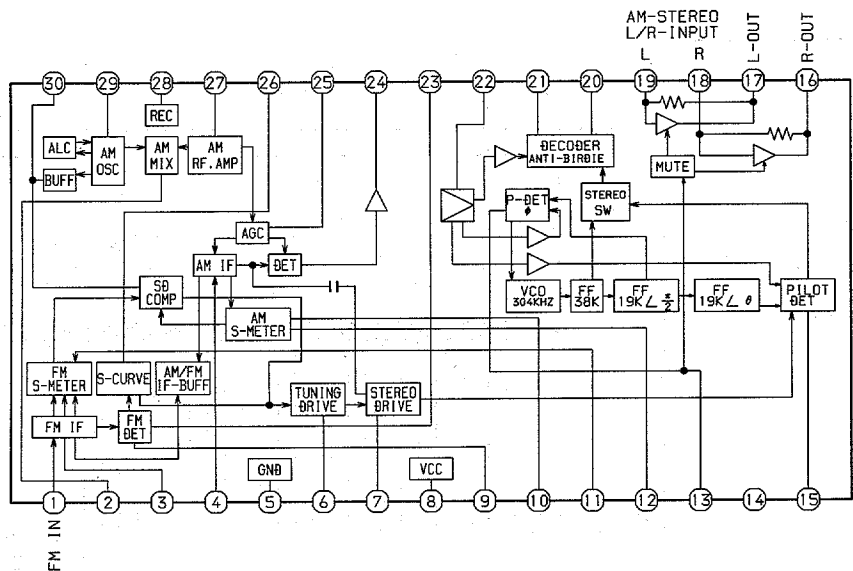 AM-STEREO
L/R-INPUT
L R L-OUT R-OUT
30 29 28 27 26 25 24 23 22 21 20 19 18 17 16
REC
ALC
AM
OSC
AM
MIX
AM
RF.AMP
BUFF
DECODER
ANTI-BIRDIE
MUTE
P-DET
φ
STEREO
SW
AGC
AM IF
DET
SD
COMP
AM
S-METER
VCO
304KHZ
FF
38K
FF
19K∠ π/2
FF
19K∠ θ
PILOT
DET
FM
S-METER
S-CURVE
AM/FM
IF-BUFF
TUNING
DRIVE
STEREO
DRIVE
FM IF
FM
DET
GND
VCC
1 2 3 4 5 6 7 8 9 10 11 12 13 14 15
FM IN